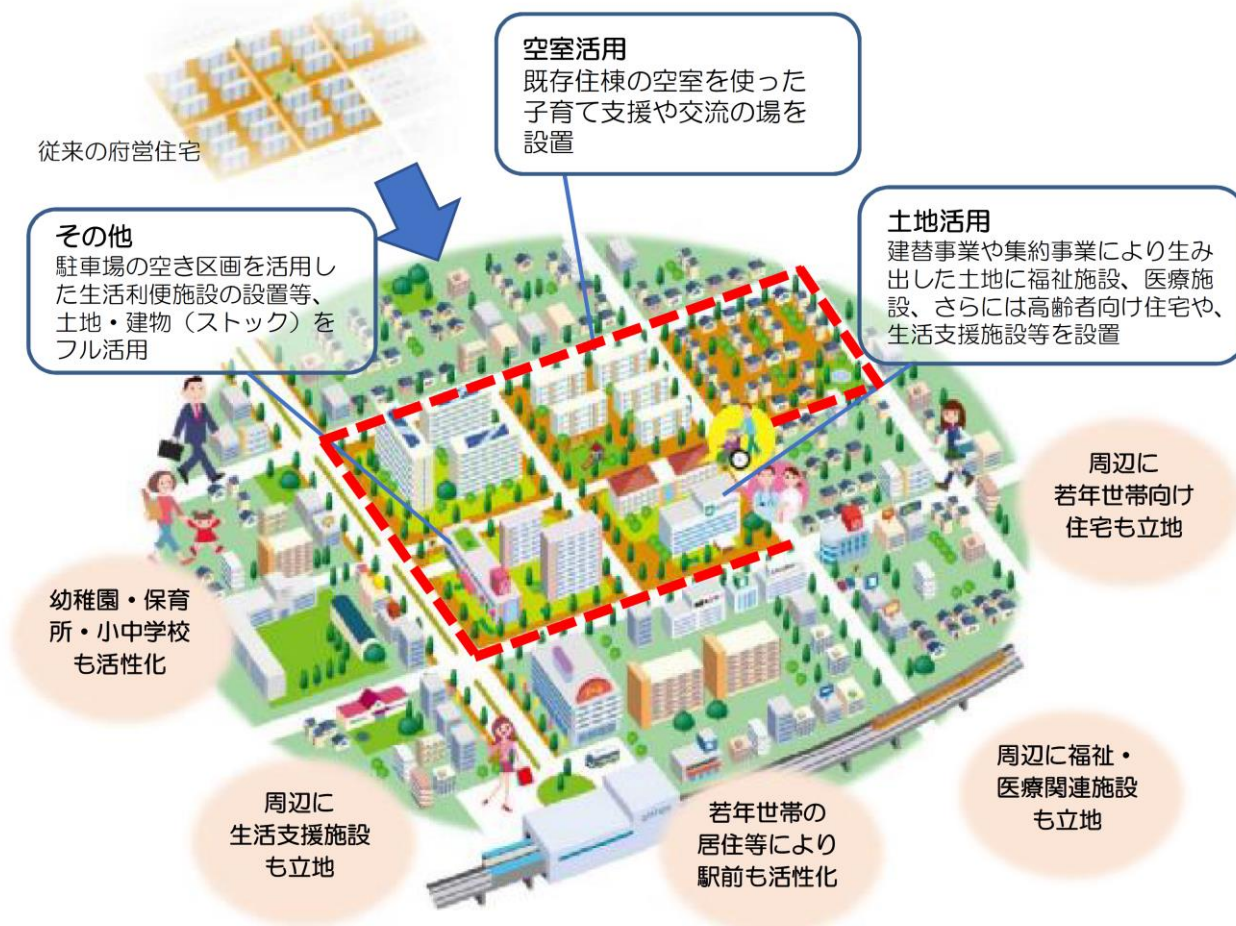 従来の府営住宅
空室活用
既存住棟の空室を使った
子育て支援や交流の場を
設置
その他
駐車場の空き区画を活用し
た生活利便施設の設置等、
土地・建物（ストック）を
フル活用
土地活用
建替事業や集約事業により生み
出した土地に福祉施設、医療施
設、さらには高齢者向け住宅や、
生活支援施設等を設置
周辺に
若年世帯向け
住宅も立地
幼稚園・保育
所・小中学校
も活性化
周辺に福祉・
医療関連施設
も立地
周辺に
生活支援施設
も立地
若年世帯の
居住等により
駅前も活性化